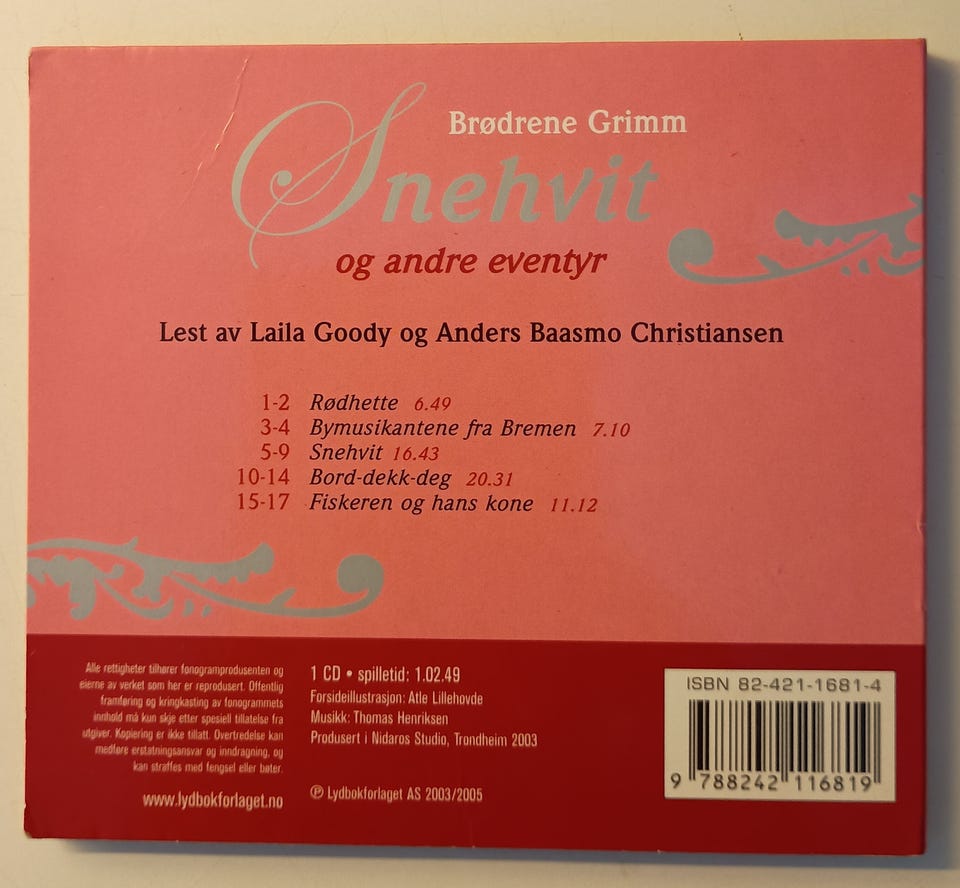 Brødrene Grimm
Snehvit
og andre eventyr
Lest av Laila Goody og Anders Baasmo Christiansen
1-2 Rødhette 6.49
3-4 Bymusikantene fra Bremen 7.10
5-9 Snehvit 16.43
10-14 Bord-dekk-deg 20.31
15-17 Fiskeren og hans kone 11.12
Alle rettigheter tilhører fonogramprodusenten og
eierne av verket som her er reprodusert. Offentlig
framføring og kringkasting av fonogrammets
innhold må kun skje etter spesiell tillatelse fra
utgiver. Kopiering er ikke tillatt. Overtredelse kan
medføre erstatningsansvar og inndragning, og
kan straffes med fengsel eller bøter.
www.lydbokforlaget.no
1 CD • spilletid: 1.02.49
Forsideillustrasjon: Atle Lillehovde
Musikk: Thomas Henriksen
Produsert i Nidaros Studio, Trondheim 2003
℗ Lydbokforlaget AS 2003/2005
ISBN 82-421-1681-4
9 788242 116819